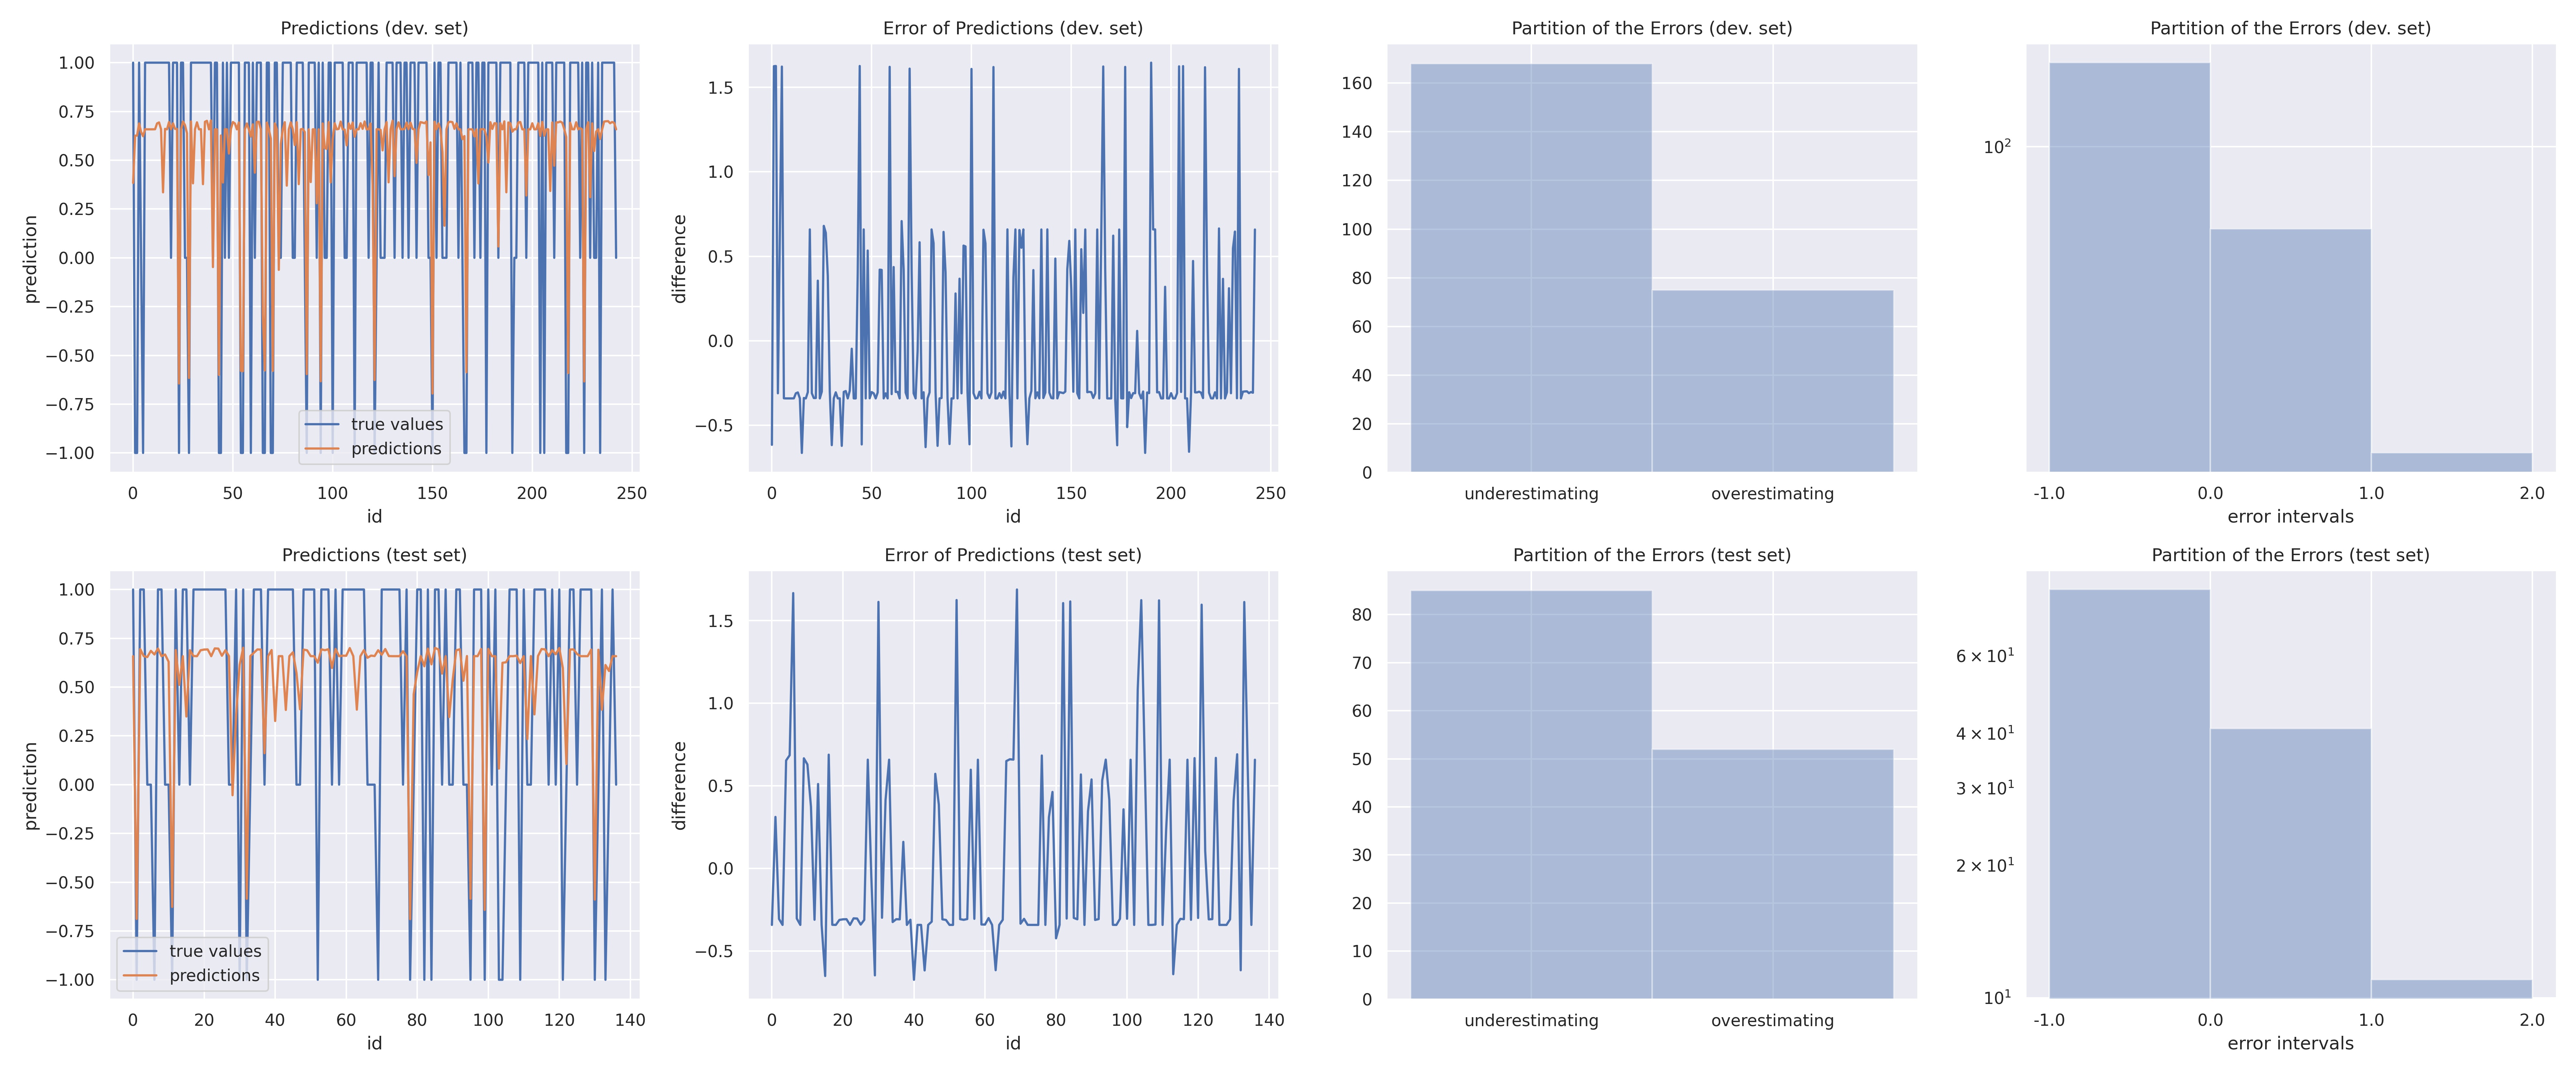 Predictions (dev. set)
prediction
1.00
0.75
0.50
0.25
0.00
−0.25
−0.50
−0.75
−1.00
true values
predictions
0 50 100 150 200 250
id
Error of Predictions (dev. set)
difference
1.5
1.0
0.5
0.0
−0.5
0 50 100 150 200 250
id
Partition of the Errors (dev. set)
160
140
120
100
80
60
40
20
0
underestimating overestimating
Partition of the Errors (dev. set)
10²
-1.0 0.0 1.0 2.0
error intervals
Predictions (test set)
prediction
1.00
0.75
0.50
0.25
0.00
−0.25
−0.50
−0.75
−1.00
true values
predictions
0 20 40 60 80 100 120 140
id
Error of Predictions (test set)
difference
1.5
1.0
0.5
0.0
−0.5
0 20 40 60 80 100 120 140
id
Partition of the Errors (test set)
80
70
60
50
40
30
20
10
0
underestimating overestimating
Partition of the Errors (test set)
6 × 10¹
4 × 10¹
3 × 10¹
2 × 10¹
10¹
-1.0 0.0 1.0 2.0
error intervals